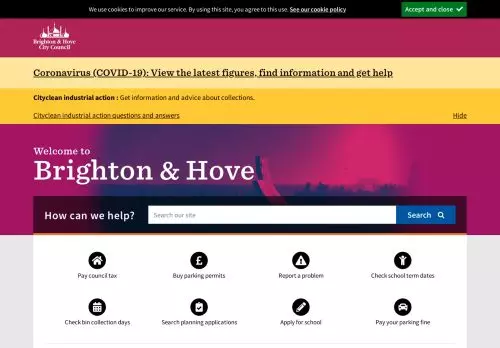 We use cookies to improve our service. By using this site, you agree to this use. See our cookie policy
Accept and close
Brighton & Hove
City Council
Coronavirus (COVID-19): View the latest figures, find information and get help
Cityclean industrial action : Get information and advice about collections.
Cityclean industrial action questions and answers
Hide
Welcome to
Brighton & Hove
How can we help?
Search our site
Search
Pay council tax
Buy parking permits
Report a problem
Check school term dates
Check bin collection days
Search planning applications
Apply for school
Pay your parking fine